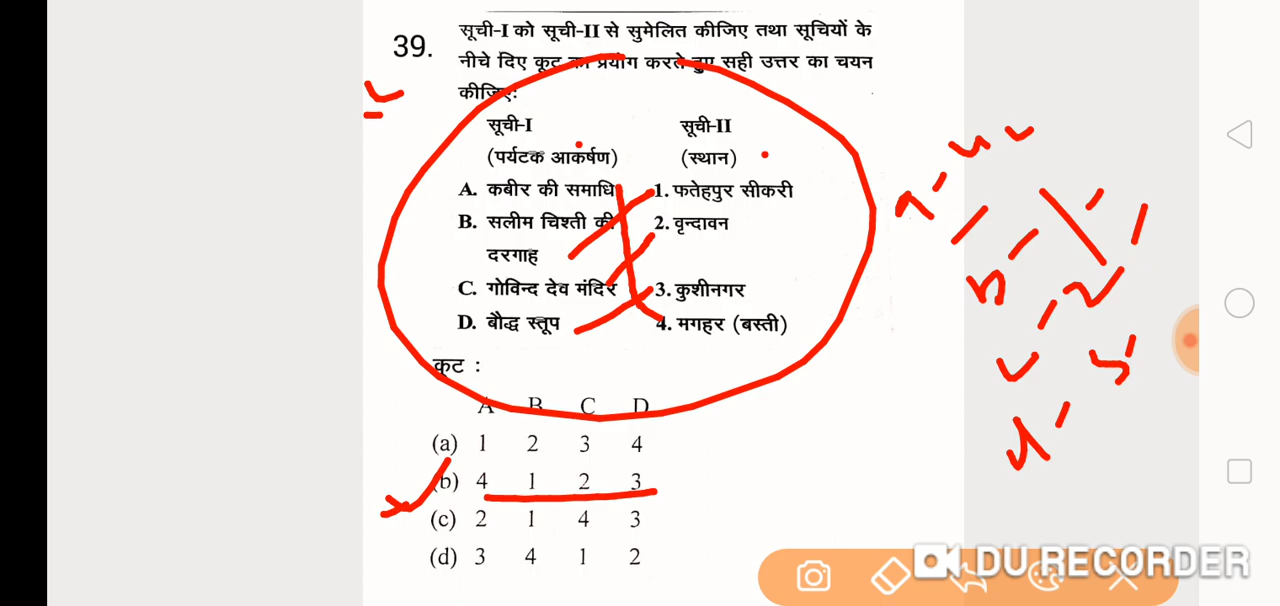 39. सूची-I को सूची-II से सुमेलित कीजिए तथा सूचियों के
नीचे दिए कूट का प्रयोग करते हुए सही उत्तर का चयन
कीजिए:
सूची-I सूची-II
(पर्यटक आकर्षण) (स्थान)
A. कबीर की समाधि 1. फतेहपुर सीकरी
B. सलीम चिश्ती की 2. वृन्दावन
दरगाह
C. गोविन्द देव मंदिर 3. कुशीनगर
D. बौद्ध स्तूप 4. मगहर (बस्ती)
कूट :
A B C D
(a) 1 2 3 4
(b) 4 1 2 3
(c) 2 1 4 3
(d) 3 4 1 2
DU RECORDER